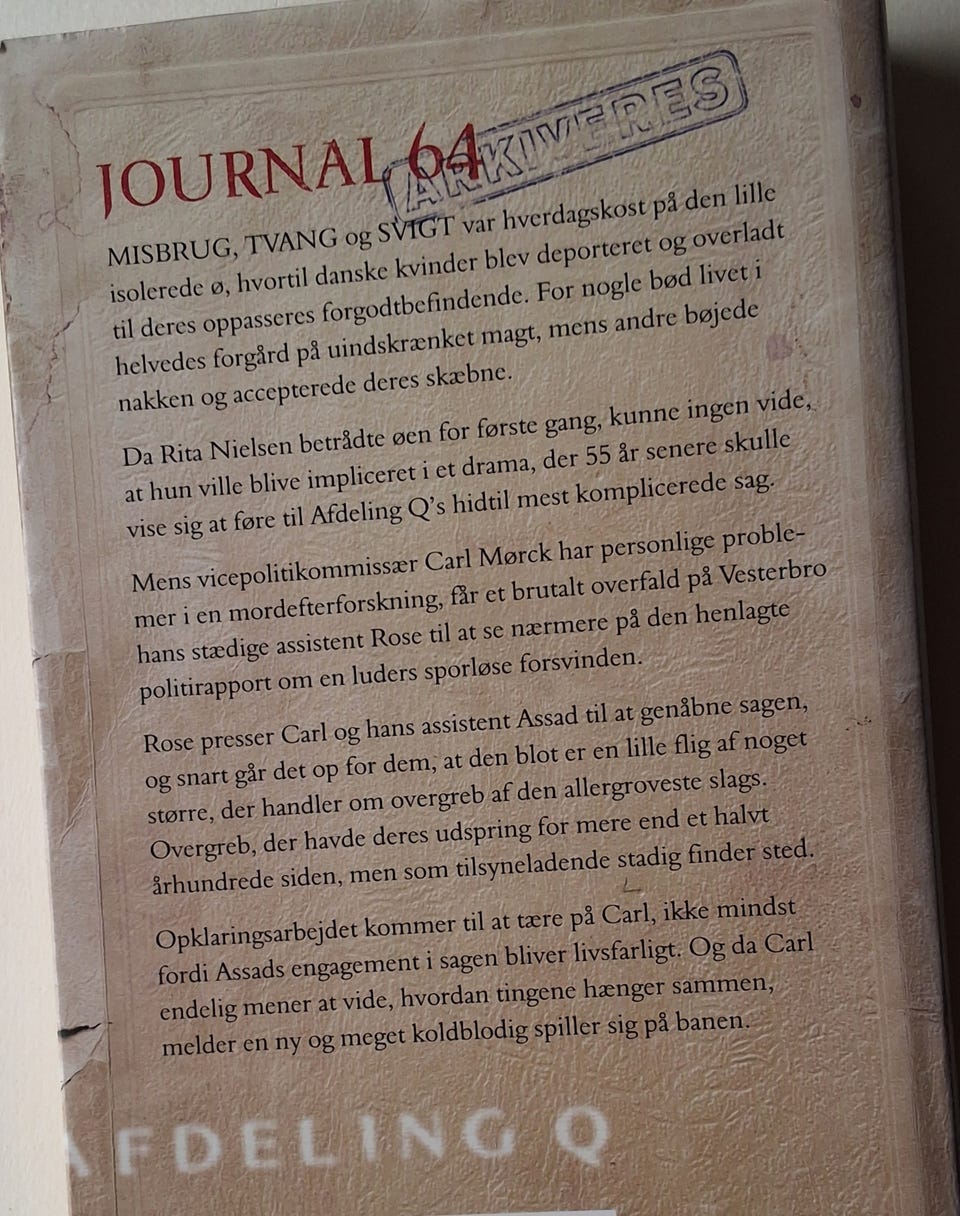 ARKIVERES
JOURNAL 64
MISBRUG, TVANG og SVIGT var hverdagskost på den lille
isolerede ø, hvortil danske kvinder blev deporteret og overladt
til deres oppasseres forgodtbefindende. For nogle bød livet i
helvedes forgård på uindskrænket magt, mens andre bøjede
nakken og accepterede deres skæbne.
Da Rita Nielsen betrådte øen for første gang, kunne ingen vide,
at hun ville blive impliceret i et drama, der 55 år senere skulle
vise sig at føre til Afdeling Q's hidtil mest komplicerede sag.
Mens vicepolitikommissær Carl Mørck har personlige proble-
mer i en mordefterforskning, får et brutalt overfald på Vesterbro
hans stædige assistent Rose til at se nærmere på den henlagte
politirapport om en luders sporløse forsvinden.
Rose presser Carl og hans assistent Assad til at genåbne sagen,
og snart går det op for dem, at den blot er en lille flig af noget
større, der handler om overgreb af den allergroveste slags.
Overgreb, der havde deres udspring for mere end et halvt
århundrede siden, men som tilsyneladende stadig finder sted.
Opklaringsarbejdet kommer til at tære på Carl, ikke mindst
fordi Assads engagement i sagen bliver livsfarligt. Og da Carl
endelig mener at vide, hvordan tingene hænger sammen,
melder en ny og meget koldblodig spiller sig på banen.
AFDELING Q